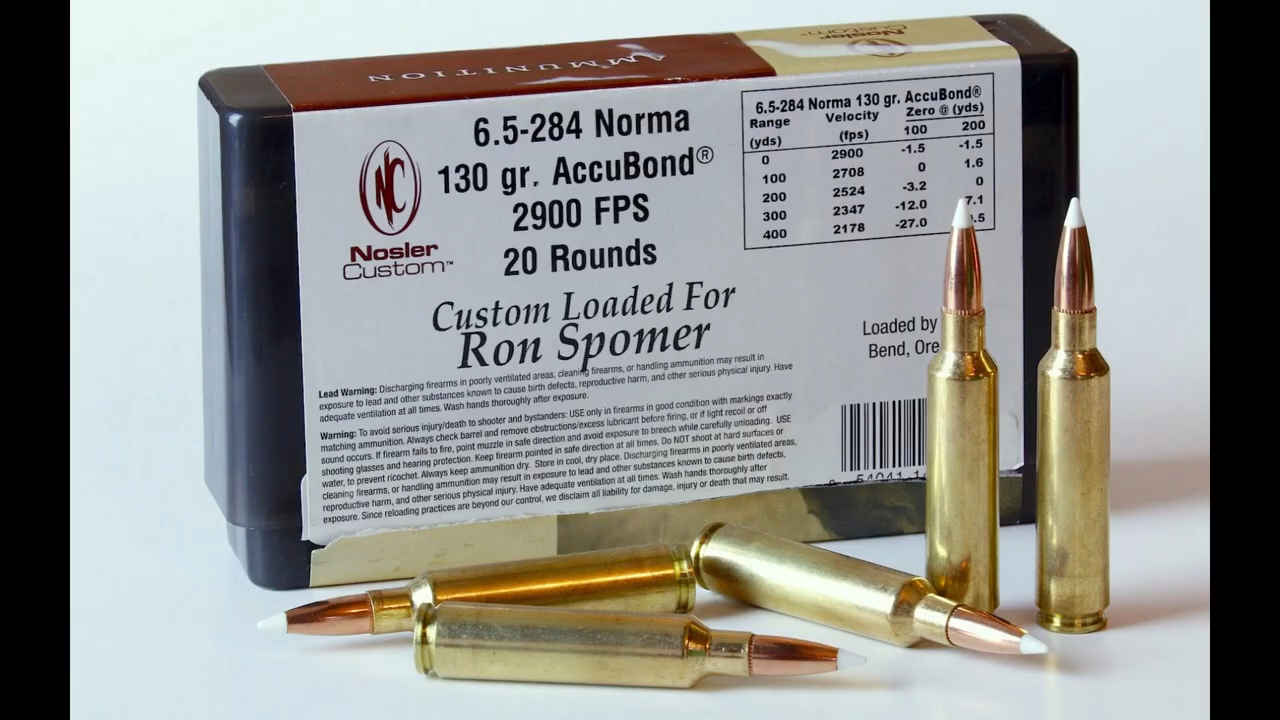 AMMUNITION
Nosler
Custom™
NC
6.5-284 Norma
130 gr. AccuBond®
2900 FPS
20 Rounds
NC
Nosler
Custom™
Custom Loaded For
Ron Spomer
6.5-284 Norma 130 gr. AccuBond®
Range Velocity Zero @ (yds)
(yds) (fps) 100 200
0 2900 -1.5 -1.5
100 2708 0 1.6
200 2524 -3.2 0
300 2347 -12.0 7.1
400 2178 -27.0 .5
Lead Warning: Discharging firearms in poorly ventilated areas, cleaning firearms, or handling ammunition may result in
exposure to lead and other substances known to cause birth defects, reproductive harm, and other serious physical injury. Have
adequate ventilation at all times. Wash hands thoroughly after exposure.
Warning: To avoid serious injury/death to shooter and bystanders: USE only in firearms in good condition with markings exactly
matching ammunition. Always check barrel and remove obstructions/excess lubricant before firing, or if light recoil or off
sound occurs. If firearm fails to fire, point muzzle in safe direction and avoid exposure to breech while carefully unloading. USE
shooting glasses and hearing protection. Keep firearm pointed in safe direction at all times. Do NOT shoot at hard surfaces or
water, to prevent ricochet. Always keep ammunition dry. Store in cool, dry place. Discharging firearms in poorly ventilated areas,
cleaning firearms, or handling ammunition may result in exposure to lead and other substances known to cause birth defects,
reproductive harm, and other serious physical injury. Have adequate ventilation at all times. Wash hands thoroughly after
exposure. Since reloading practices are beyond our control, we disclaim all liability for damage, injury or death that may result.
Loaded by
Bend, Ore
0 54041 1